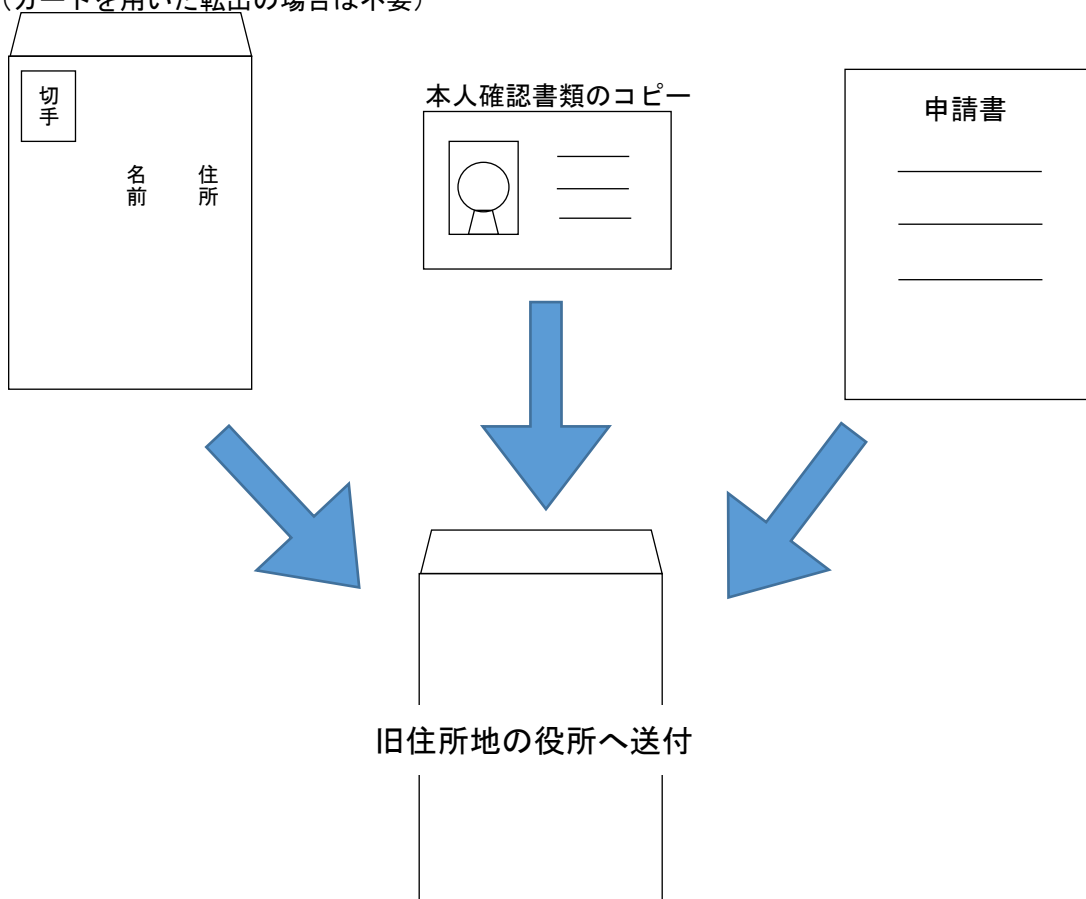 （カードを用いた転出の場合は不要）
切手
住所
名前
本人確認書類のコピー
申請書
旧住所地の役所へ送付